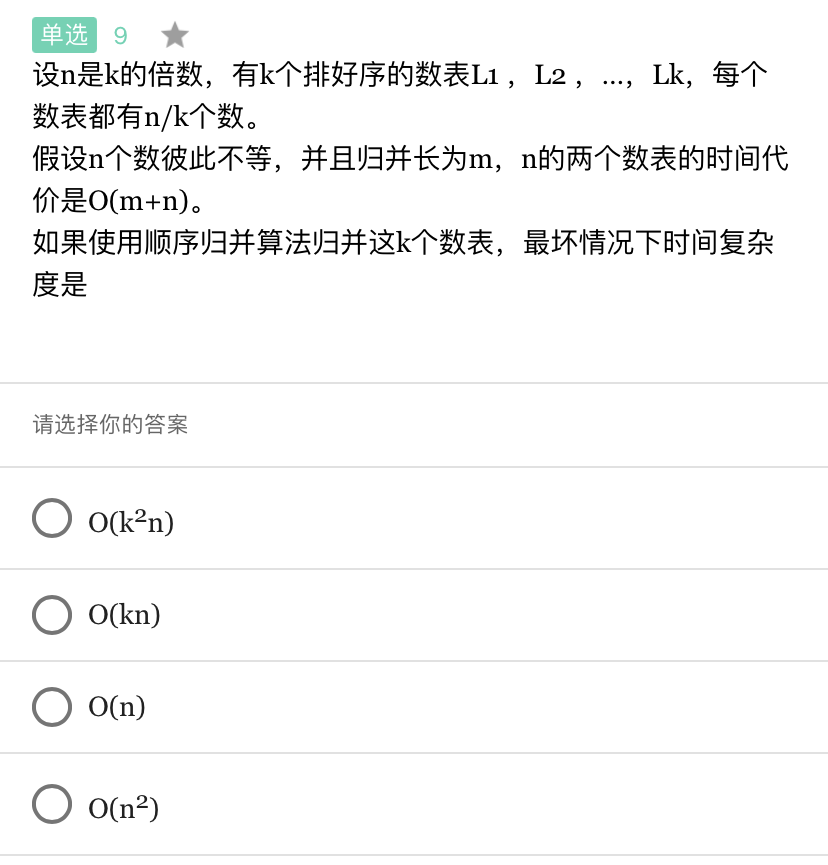 单选 9
设n是k的倍数，有k个排好序的数表L1 ，L2 ，…，Lk，每个
数表都有n/k个数。
假设n个数彼此不等，并且归并长为m，n的两个数表的时间代
价是O(m+n)。
如果使用顺序归并算法归并这k个数表，最坏情况下时间复杂
度是
请选择你的答案
O(k²n)
O(kn)
O(n)
O(n²)